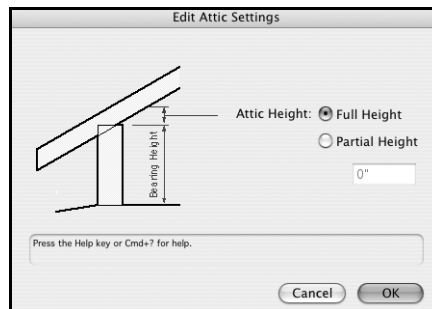 Edit Attic Settings
Attic Height: Full Height
Partial Height
0"
Bearing Height
Press the Help key or Cmd+? for help.
Cancel OK